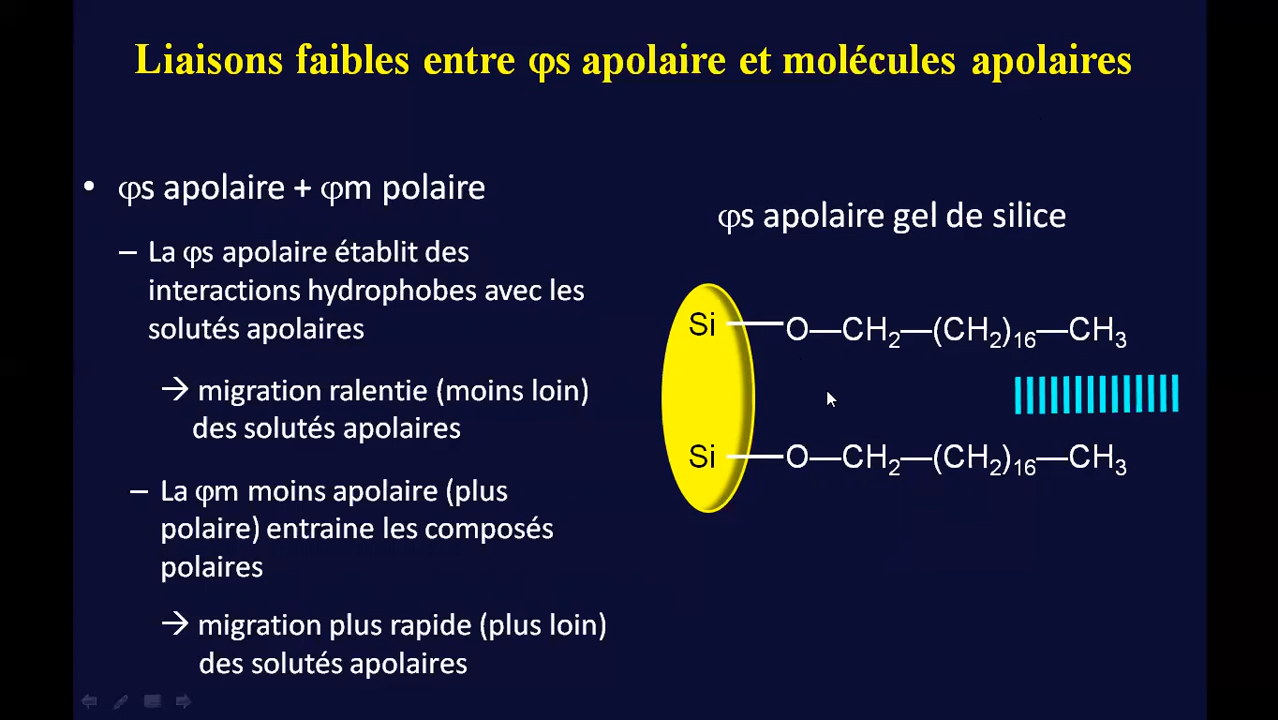 Liaisons faibles entre φs apolaire et molécules apolaires
• φs apolaire + φm polaire
– La φs apolaire établit des
interactions hydrophobes avec les
solutés apolaires
→ migration ralentie (moins loin)
des solutés apolaires
– La φm moins apolaire (plus
polaire) entraine les composés
polaires
→ migration plus rapide (plus loin)
des solutés apolaires
φs apolaire gel de silice
Si—O—CH₂—(CH₂)₁₆—CH₃
Si—O—CH₂—(CH₂)₁₆—CH₃